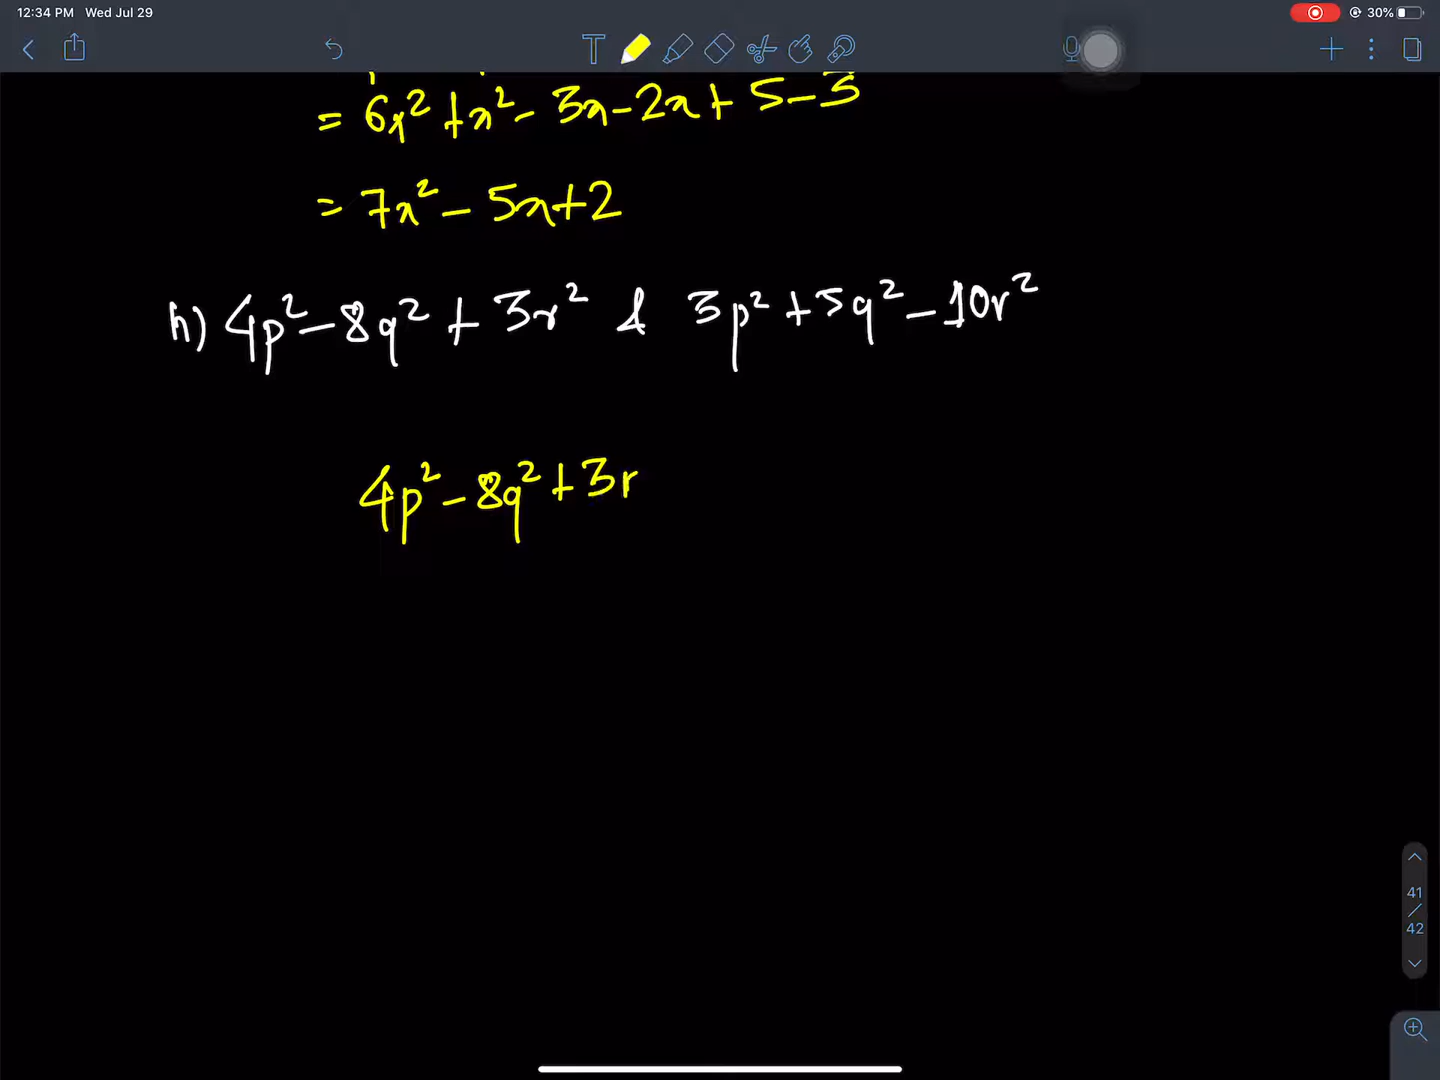 12:34 PM Wed Jul 29
30%
= 6x² + x² - 3x - 2x + 5 - 3
= 7x² - 5x + 2
h) 4p² - 8q² + 3r² & 3p² + 5q² - 10r²
4p² - 8q² + 3r
41
/
42